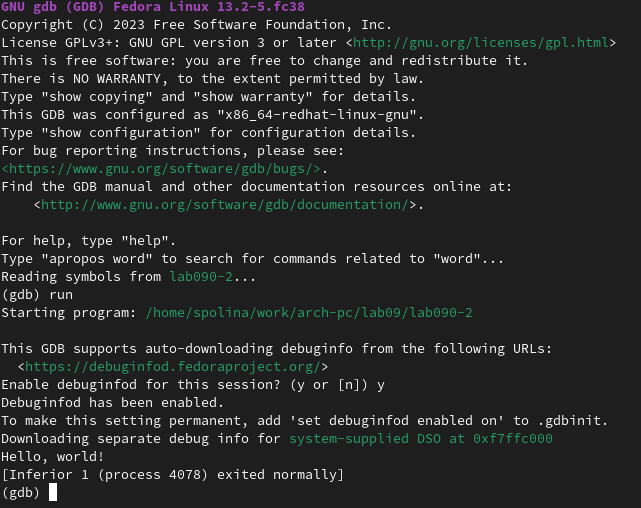 GNU gdb (GDB) Fedora Linux 13.2-5.fc38
Copyright (C) 2023 Free Software Foundation, Inc.
License GPLv3+: GNU GPL version 3 or later <http://gnu.org/licenses/gpl.html>
This is free software: you are free to change and redistribute it.
There is NO WARRANTY, to the extent permitted by law.
Type "show copying" and "show warranty" for details.
This GDB was configured as "x86_64-redhat-linux-gnu".
Type "show configuration" for configuration details.
For bug reporting instructions, please see:
<https://www.gnu.org/software/gdb/bugs/>.
Find the GDB manual and other documentation resources online at:
    <http://www.gnu.org/software/gdb/documentation/>.

For help, type "help".
Type "apropos word" to search for commands related to "word"...
Reading symbols from lab090-2...
(gdb) run
Starting program: /home/spolina/work/arch-pc/lab09/lab090-2

This GDB supports auto-downloading debuginfo from the following URLs:
  <https://debuginfod.fedoraproject.org/>
Enable debuginfod for this session? (y or [n]) y
Debuginfod has been enabled.
To make this setting permanent, add 'set debuginfod enabled on' to .gdbinit.
Downloading separate debug info for system-supplied DSO at 0xf7ffc000
Hello, world!
[Inferior 1 (process 4078) exited normally]
(gdb)